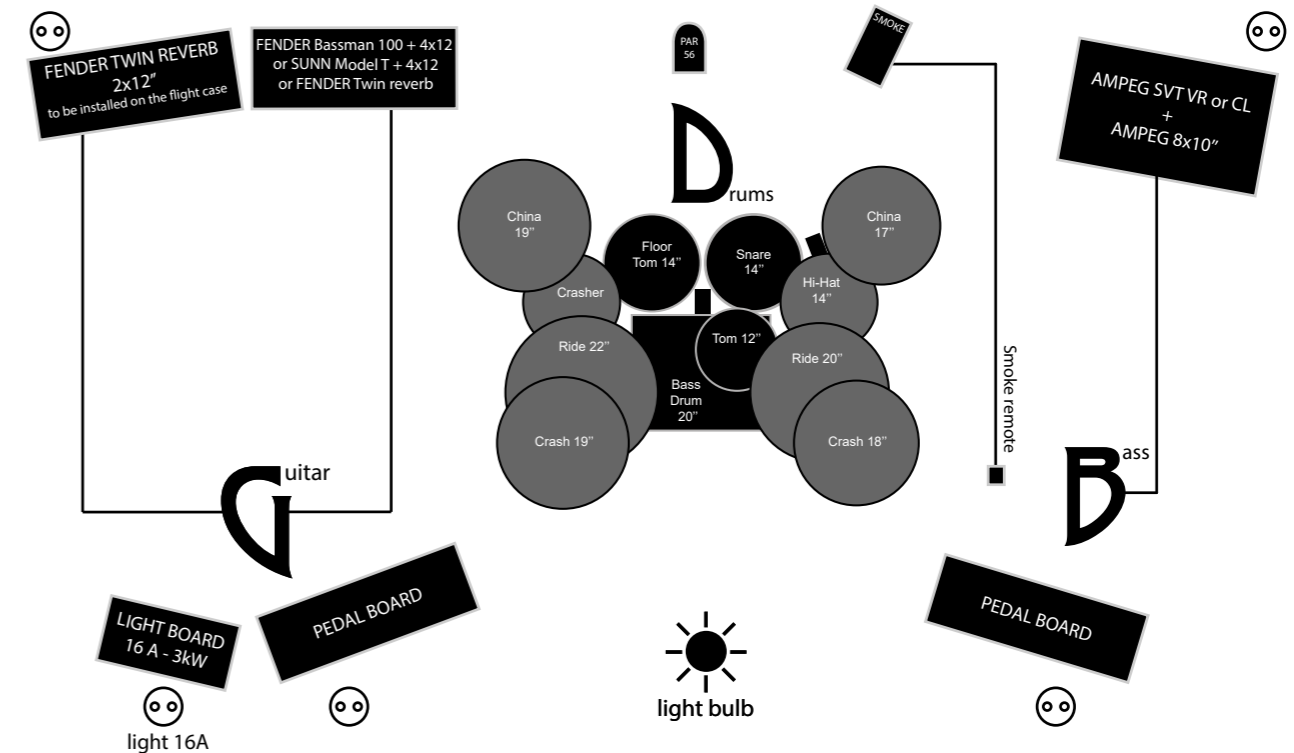 FENDER TWIN REVERB
2x12”
to be installed on the flight case
FENDER Bassman 100 + 4x12
or SUNN Model T + 4x12
or FENDER Twin reverb
PAR
56
SMOKE
AMPEG SVT VR or CL
+
AMPEG 8x10”
Drums
China
19”
Floor
Tom 14”
Snare
14”
China
17”
Crasher
Hi-Hat
14”
Ride 22”
Tom 12”
Ride 20”
Bass
Drum
20”
Crash 19”
Crash 18”
Smoke remote
Guitar
Bass
LIGHT BOARD
16 A - 3kW
PEDAL BOARD
PEDAL BOARD
light bulb
light 16A